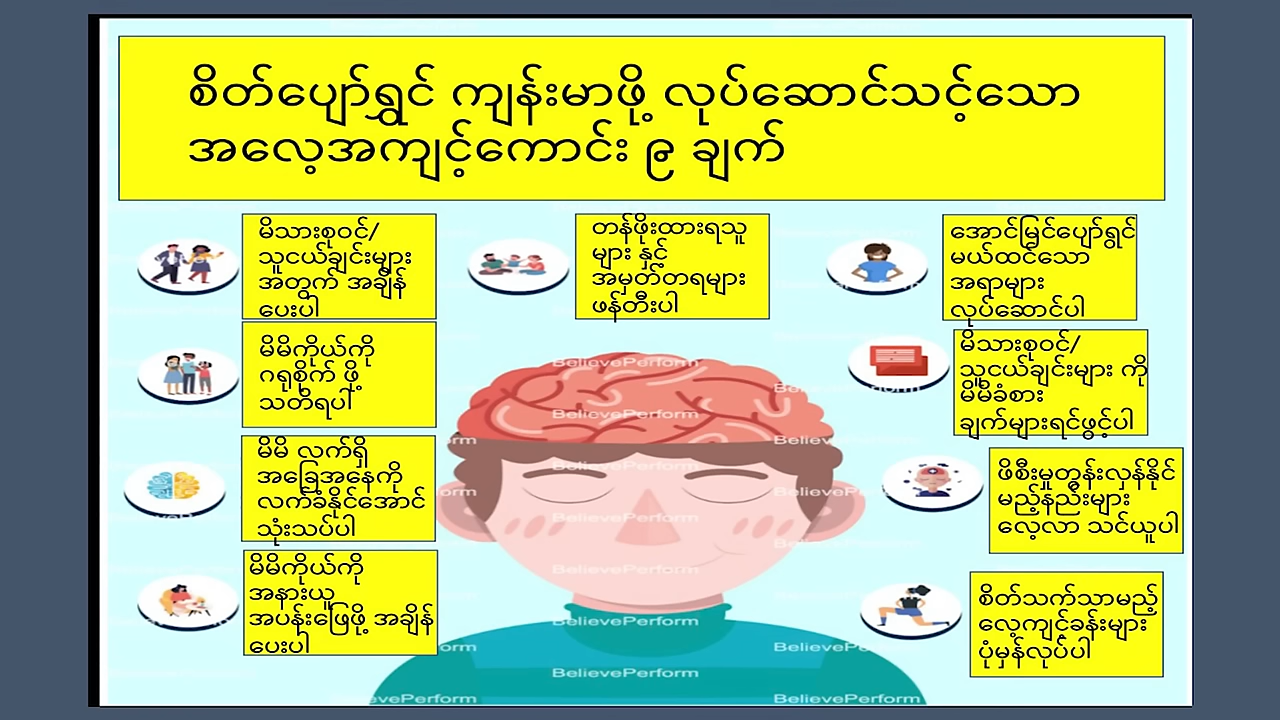 စိတ်ပျော်ရွှင် ကျန်းမာဖို့ လုပ်ဆောင်သင့်သော
အလေ့အကျင့်ကောင်း ၉ ချက်
မိသားစုဝင်/
သူငယ်ချင်းများ
အတွက် အချိန်
ပေးပါ
တန်ဖိုးထားရသူ
များ နှင့်
အမှတ်တရများ
ဖန်တီးပါ
အောင်မြင်ပျော်ရွှင်
မယ်ထင်သော
အရာများ
လုပ်ဆောင်ပါ
မိမိကိုယ်ကို
ဂရုစိုက် ဖို့
သတိရပါ
မိသားစုဝင်/
သူငယ်ချင်းများ ကို
မိမိခံစား
ချက်များရင်ဖွင့်ပါ
မိမိ လက်ရှိ
အခြေအနေကို
လက်ခံနိုင်အောင်
သုံးသပ်ပါ
ဖိစီးမှုတွန်းလှန်နိုင်
မည့်နည်းများ
လေ့လာ သင်ယူပါ
မိမိကိုယ်ကို
အနားယူ
အပန်းဖြေဖို့ အချိန်
ပေးပါ
စိတ်သက်သာမည့်
လေ့ကျင့်ခန်းများ
ပုံမှန်လုပ်ပါ
BelievePerform
BelievePerform
BelievePerform
BelievePerform
BelievePerform
BelievePerform
BelievePerform
BelievePerform